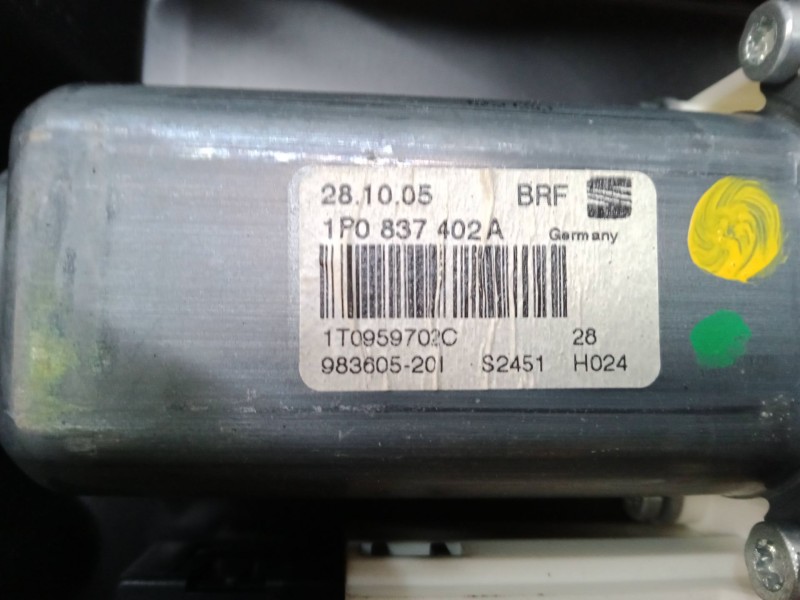 28.10.05 BRF
1P0 837 402 A Germany
1T0959702C 28
983605-201 S2451 H024